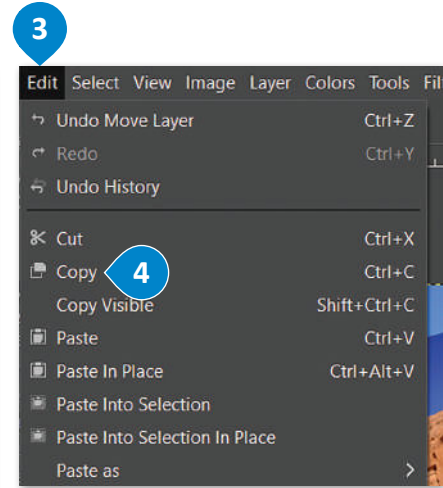 3
Edit Select View Image Layer Colors Tools
Undo Move Layer Ctrl+Z
Redo Ctrl+Y
Undo History
Cut Ctrl+X
Copy 4 Ctrl+C
Copy Visible Shift+Ctrl+C
Paste Ctrl+V
Paste In Place Ctrl+Alt+V
Paste Into Selection
Paste Into Selection In Place
Paste as >